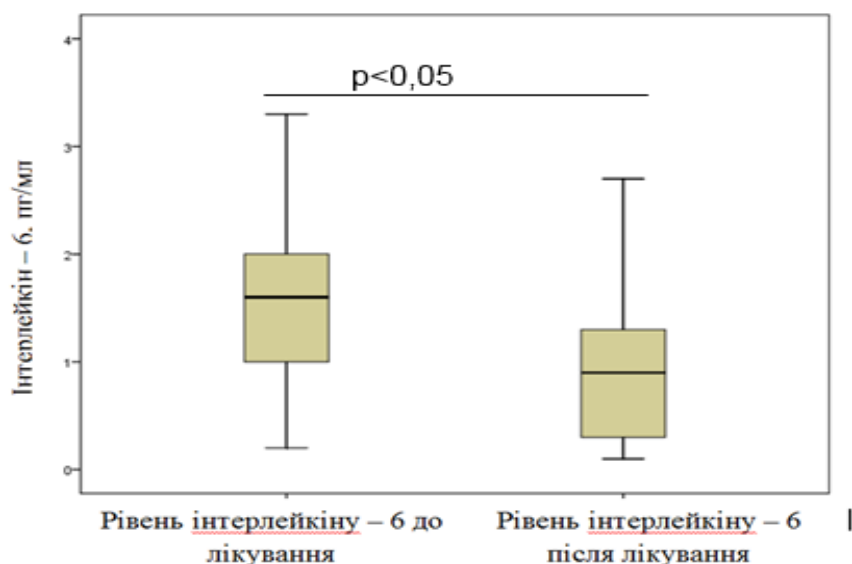 4
p<0,05
3
2
1
0
Інтерлейкін – 6. пг/мл
Рівень інтерлейкіну – 6 до
лікування
Рівень інтерлейкіну – 6
після лікування